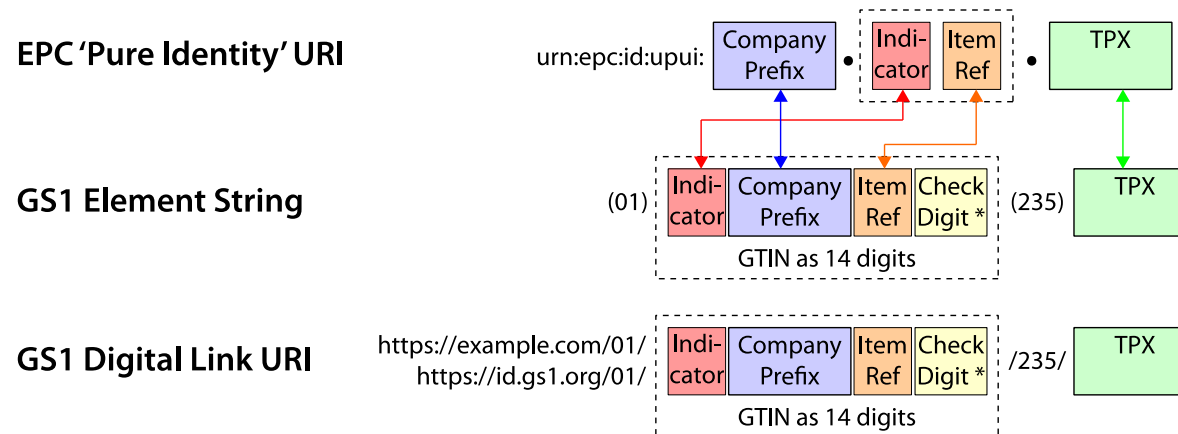 EPC ‘Pure Identity’ URI
urn:epc:id:upui:
Company
Prefix
•
Indi-
cator
Item
Ref
•
TPX
GS1 Element String
(01)
Indi-
cator
Company
Prefix
Item
Ref
Check
Digit *
(235)
TPX
GTIN as 14 digits
GS1 Digital Link URI
https://example.com/01/
https://id.gs1.org/01/
Indi-
cator
Company
Prefix
Item
Ref
Check
Digit *
/235/
TPX
GTIN as 14 digits